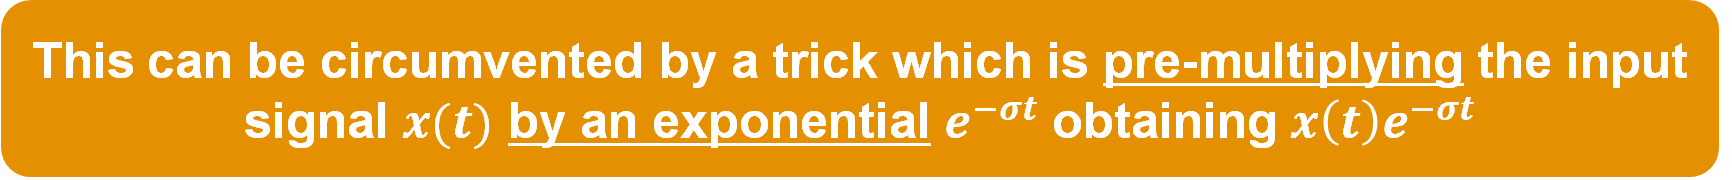 This can be circumvented by a trick which is pre-multiplying the input
signal x(t) by an exponential e^{−σt} obtaining x(t)e^{−σt}